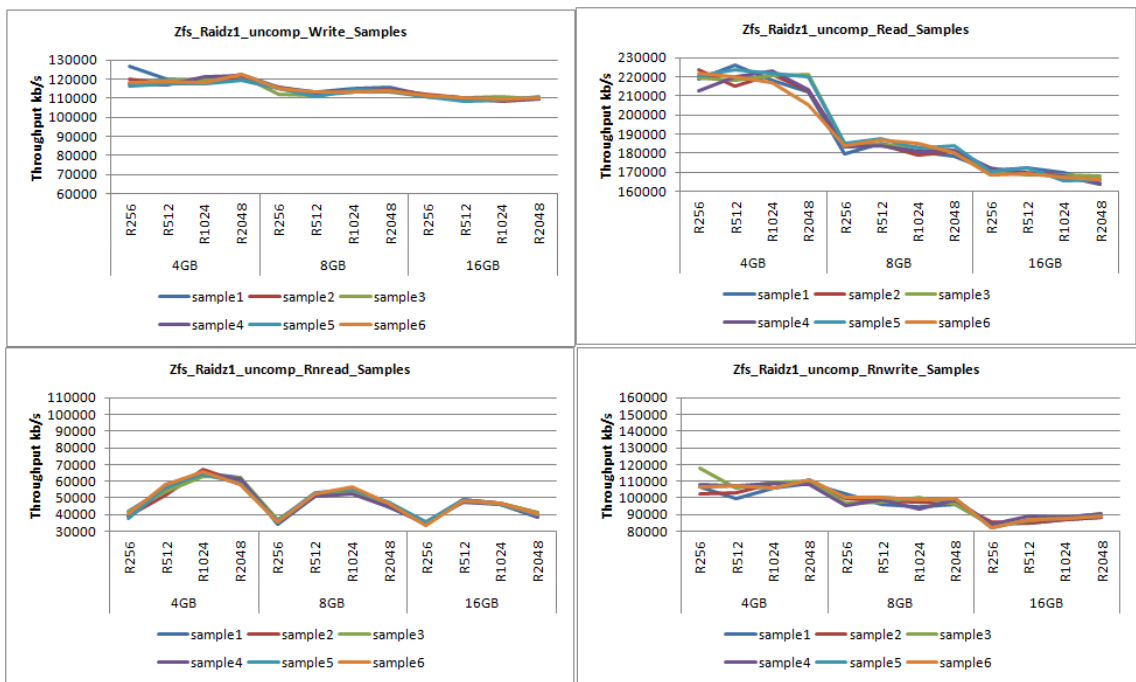 Zfs_Raidz1_uncomp_Write_Samples
Throughput kb/s
130000
120000
110000
100000
90000
80000
70000
60000
R256 R512 R1024 R2048 R256 R512 R1024 R2048 R256 R512 R1024 R2048
4GB 8GB 16GB
sample1 sample2 sample3
sample4 sample5 sample6
Zfs_Raidz1_uncomp_Read_Samples
Throughput kb/s
230000
220000
210000
200000
190000
180000
170000
160000
R256 R512 R1024 R2048 R256 R512 R1024 R2048 R256 R512 R1024 R2048
4GB 8GB 16GB
sample1 sample2 sample3
sample4 sample5 sample6
Zfs_Raidz1_uncomp_Rnread_Samples
Throughput kb/s
110000
100000
90000
80000
70000
60000
50000
40000
30000
R256 R512 R1024 R2048 R256 R512 R1024 R2048 R256 R512 R1024 R2048
4GB 8GB 16GB
sample1 sample2 sample3
sample4 sample5 sample6
Zfs_Raidz1_uncomp_Rnwrite_Samples
Throughput kb/s
160000
150000
140000
130000
120000
110000
100000
90000
80000
R256 R512 R1024 R2048 R256 R512 R1024 R2048 R256 R512 R1024 R2048
4GB 8GB 16GB
sample1 sample2 sample3
sample4 sample5 sample6